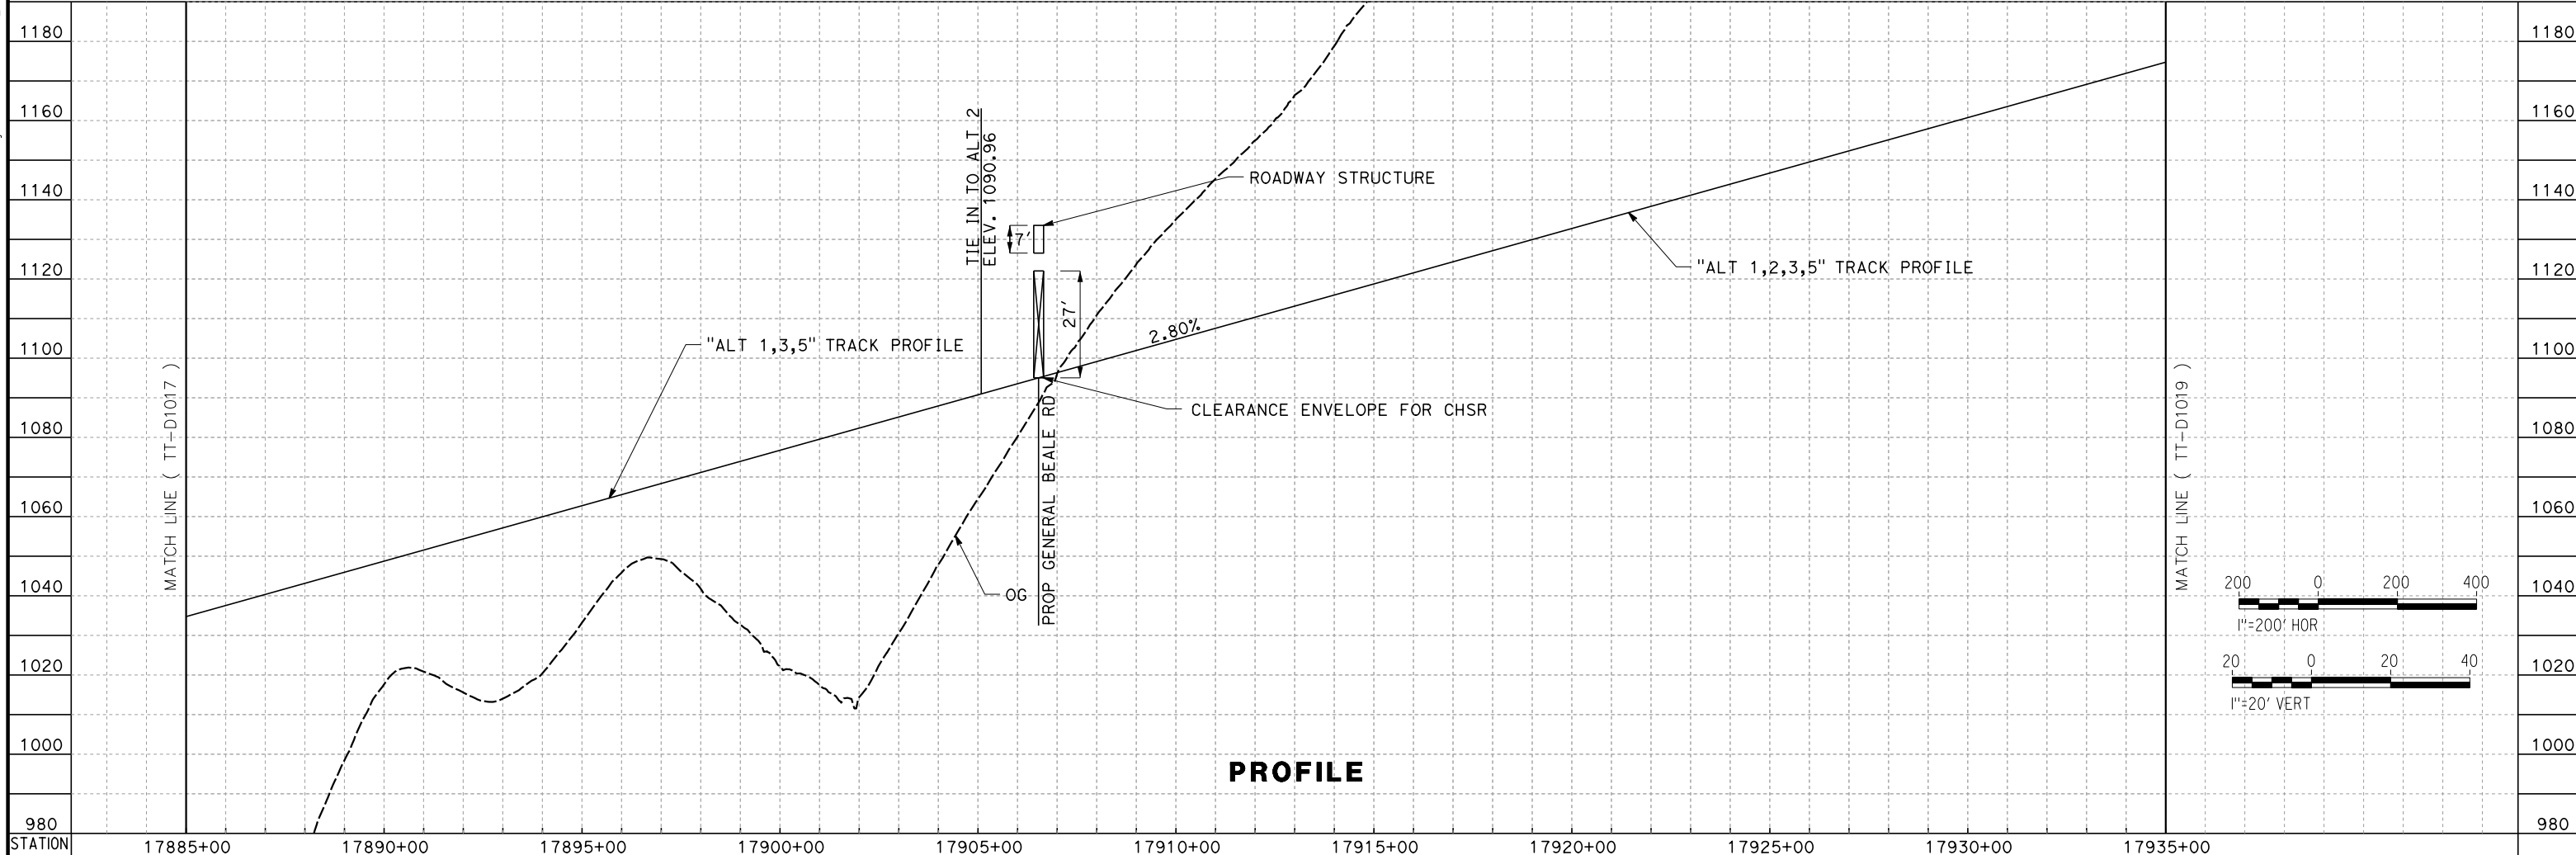 1180
1160
1140
1120
1100
1080
1060
1040
1020
1000
980
STATION
MATCH LINE ( TT-D1017 )
"ALT 1,3,5" TRACK PROFILE
TIE IN TO ALT 2
ELEV. 1090.96
7'
27'
ROADWAY STRUCTURE
2.80%
"ALT 1,2,3,5" TRACK PROFILE
CLEARANCE ENVELOPE FOR CHSR
PROP GENERAL BEALE RD
OG
PROFILE
MATCH LINE ( TT-D1019 )
200 0 200 400
1"=200' HOR
20 0 20 40
1"=20' VERT
1180
1160
1140
1120
1100
1080
1060
1040
1020
1000
980
17885+00 17890+00 17895+00 17900+00 17905+00 17910+00 17915+00 17920+00 17925+00 17930+00 17935+00